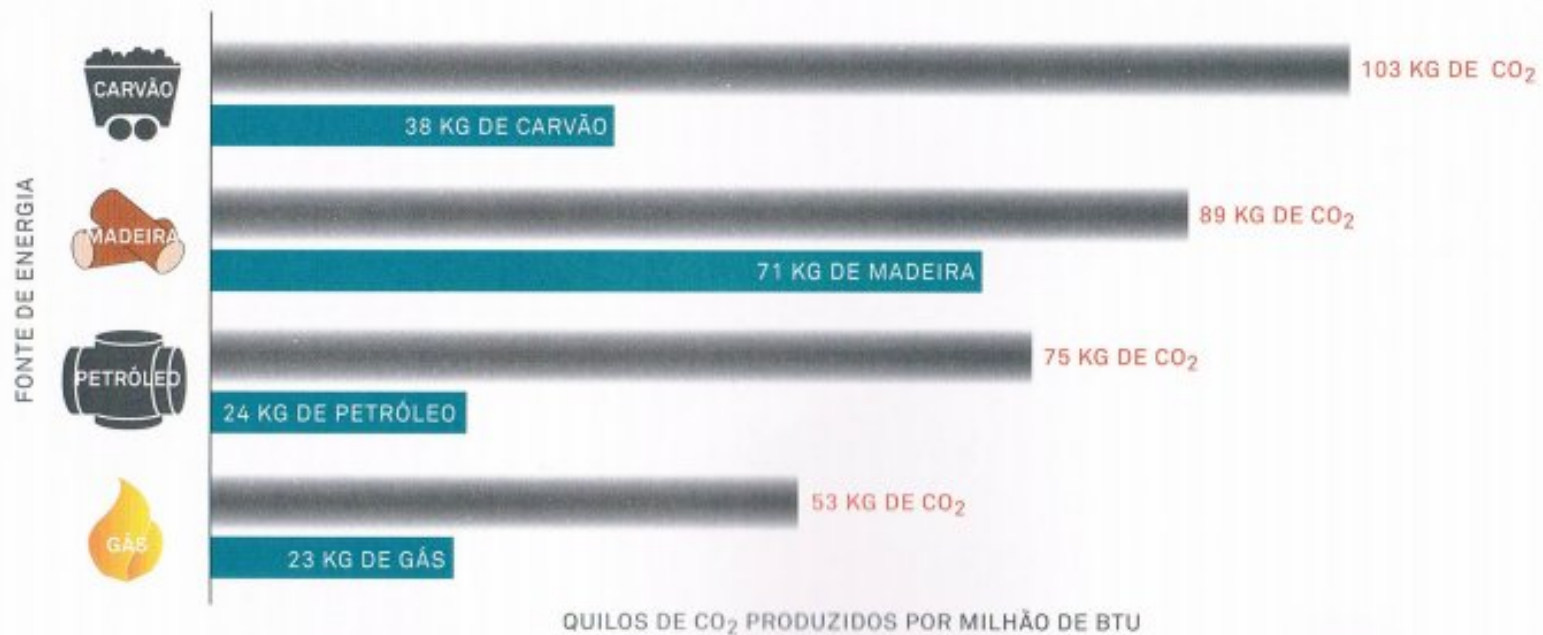 FONTE DE ENERGIA
CARVÃO
103 KG DE CO₂
38 KG DE CARVÃO
MADEIRA
89 KG DE CO₂
71 KG DE MADEIRA
PETRÓLEO
75 KG DE CO₂
24 KG DE PETRÓLEO
GÁS
53 KG DE CO₂
23 KG DE GÁS
QUILOS DE CO₂ PRODUZIDOS POR MILHÃO DE BTU